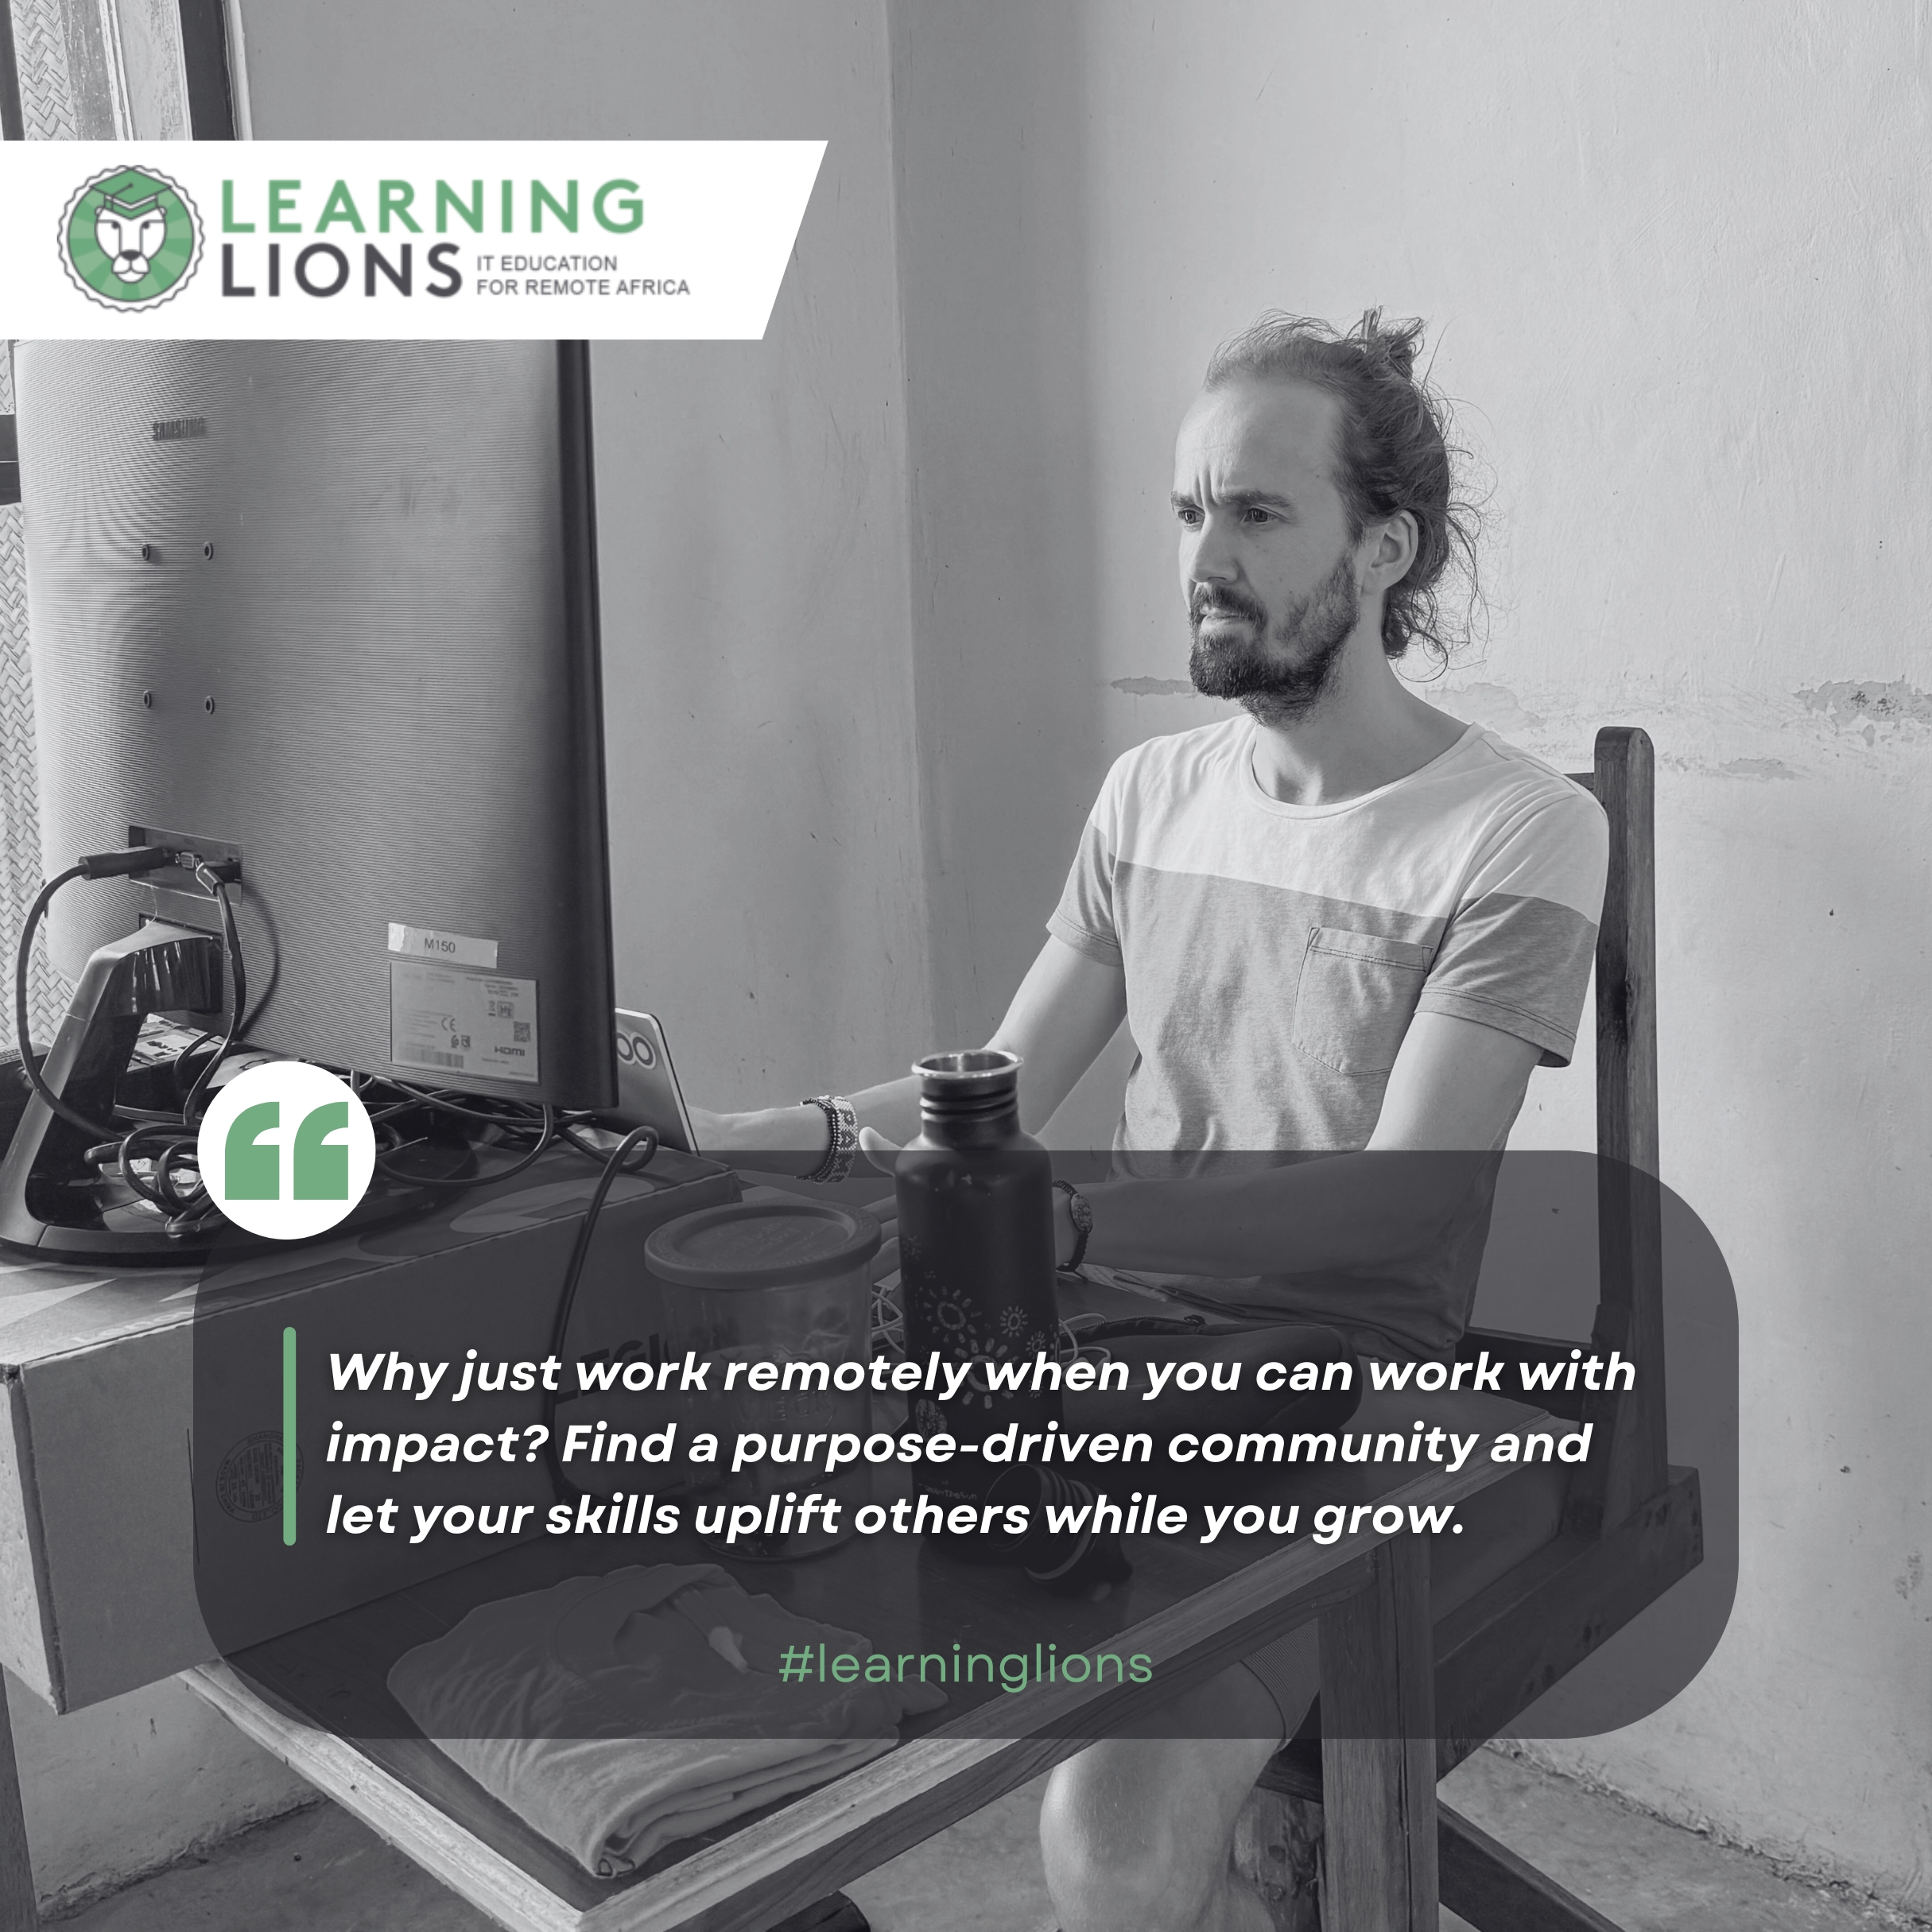 LEARNING
LIONS
IT EDUCATION
FOR REMOTE AFRICA
SAMSUNG
M150
HDMI
Why just work remotely when you can work with
impact? Find a purpose-driven community and
let your skills uplift others while you grow.
#learninglions